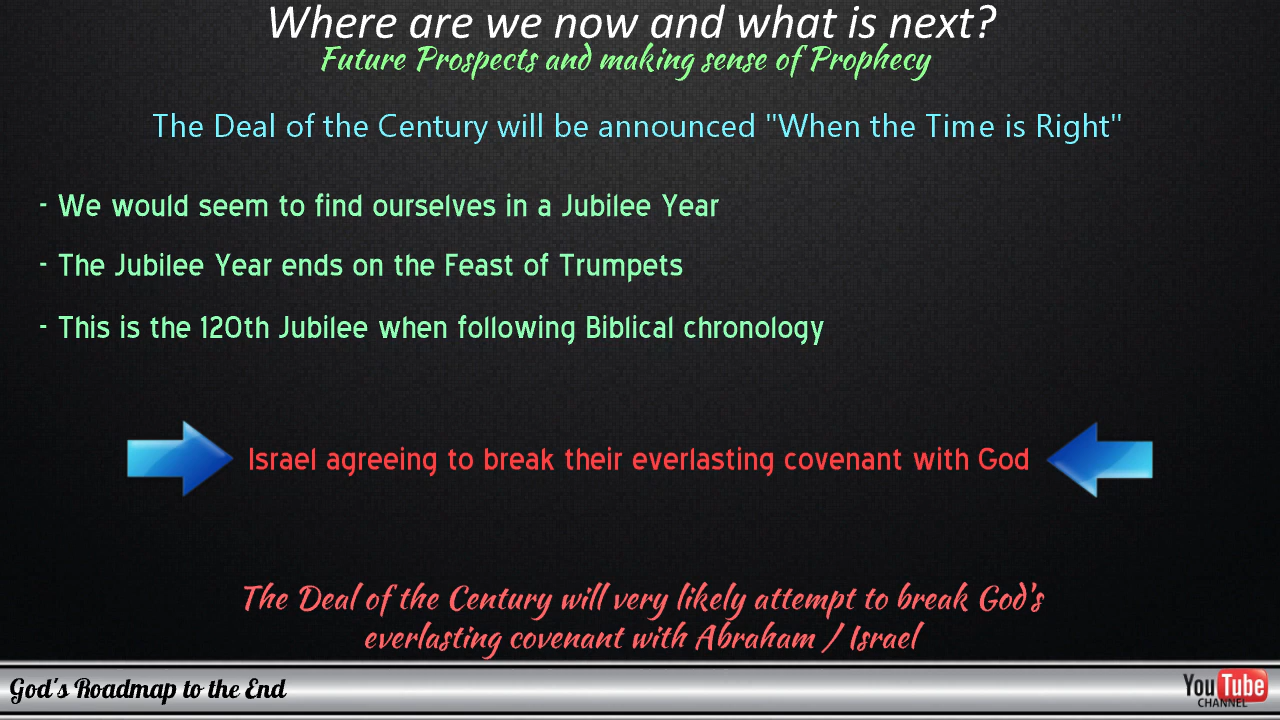 Where are we now and what is next?
Future Prospects and making sense of Prophecy
The Deal of the Century will be announced "When the Time is Right"
- We would seem to find ourselves in a Jubilee Year
- The Jubilee Year ends on the Feast of Trumpets
- This is the 120th Jubilee when following Biblical chronology
Israel agreeing to break their everlasting covenant with God
The Deal of the Century will very likely attempt to break God's
everlasting covenant with Abraham / Israel
God's Roadmap to the End
YouTube
CHANNEL